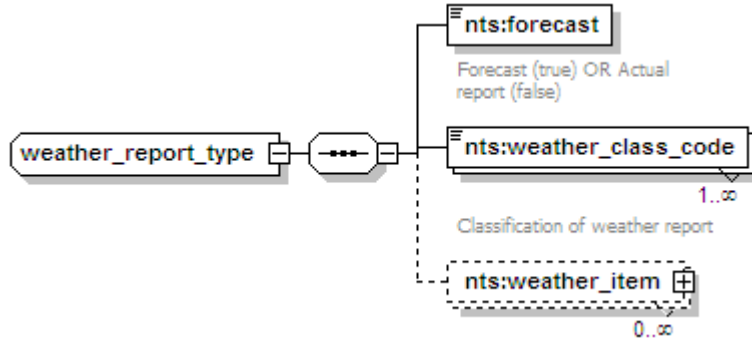 nts:forecast
Forecast (true) OR Actual
report (false)
weather_report_type
nts:weather_class_code
1..∞
Classification of weather report
nts:weather_item
0..∞